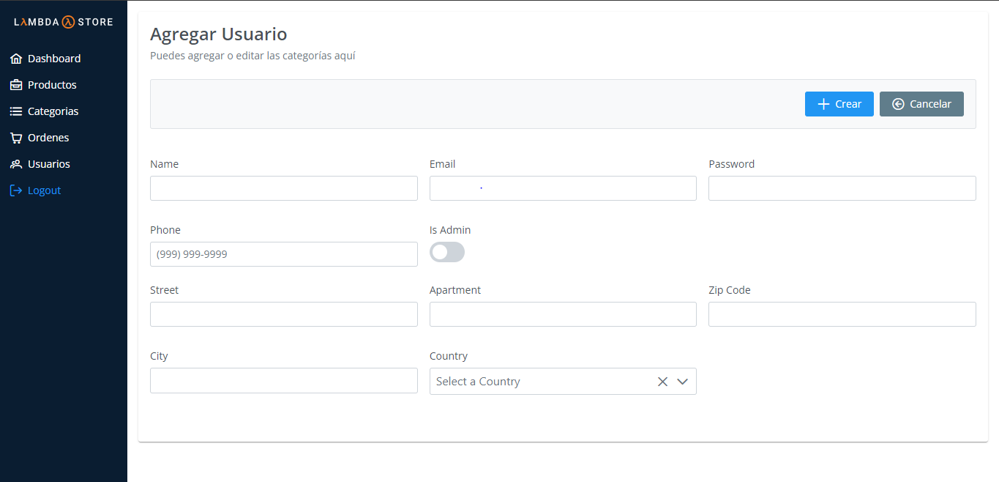 LλMBDA λ STORE
Dashboard
Productos
Categorias
Ordenes
Usuarios
Logout
Agregar Usuario
Puedes agregar o editar las categorías aquí
Crear
Cancelar
Name
Email
Password
Phone
(999) 999-9999
Is Admin
Street
Apartment
Zip Code
City
Country
Select a Country